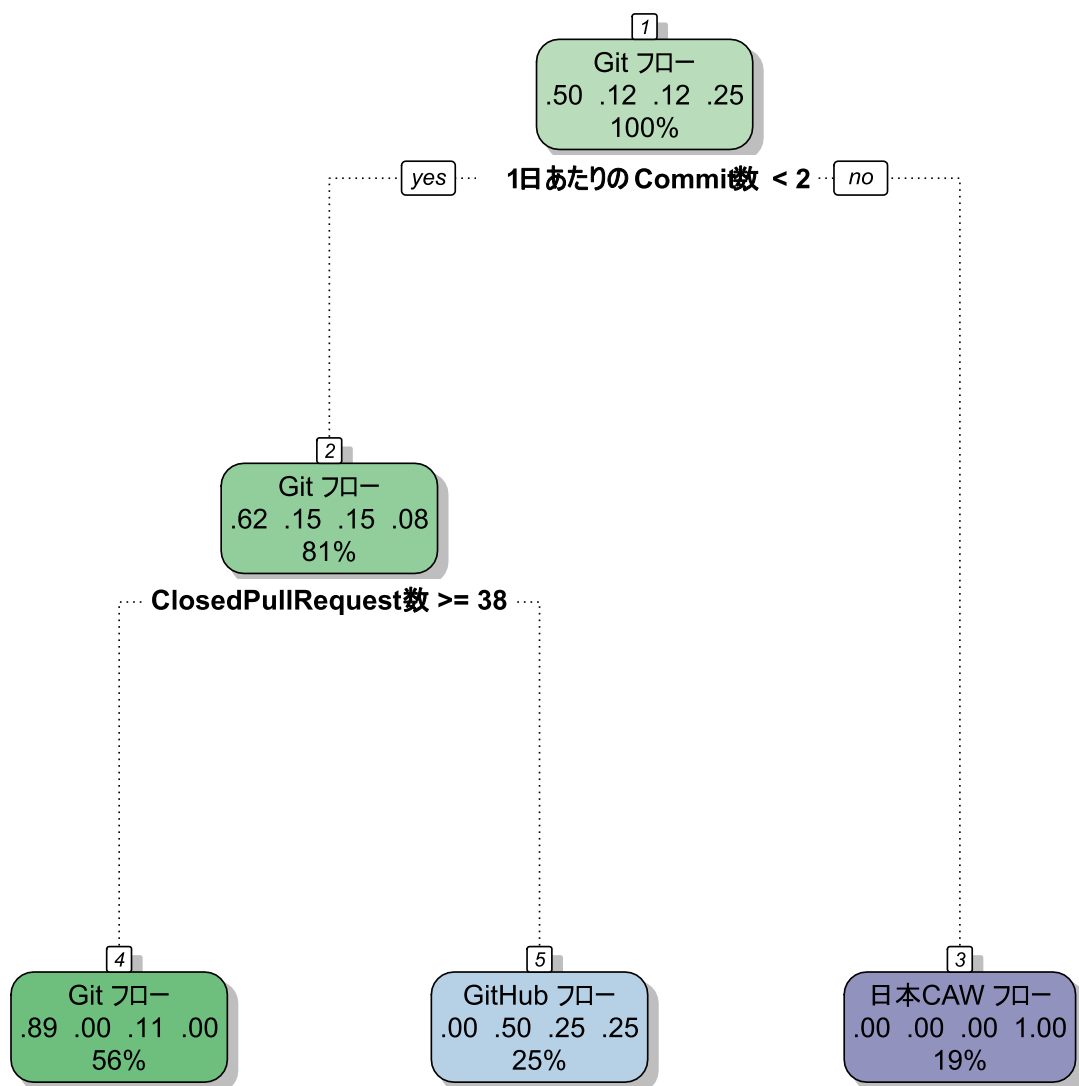 1
Git フロー
.50 .12 .12 .25
100%
yes 1日あたりのCommit数 < 2 no
2
Git フロー
.62 .15 .15 .08
81%
ClosedPullRequest数 >= 38
4
Git フロー
.89 .00 .11 .00
56%
5
GitHub フロー
.00 .50 .25 .25
25%
3
日本CAW フロー
.00 .00 .00 1.00
19%